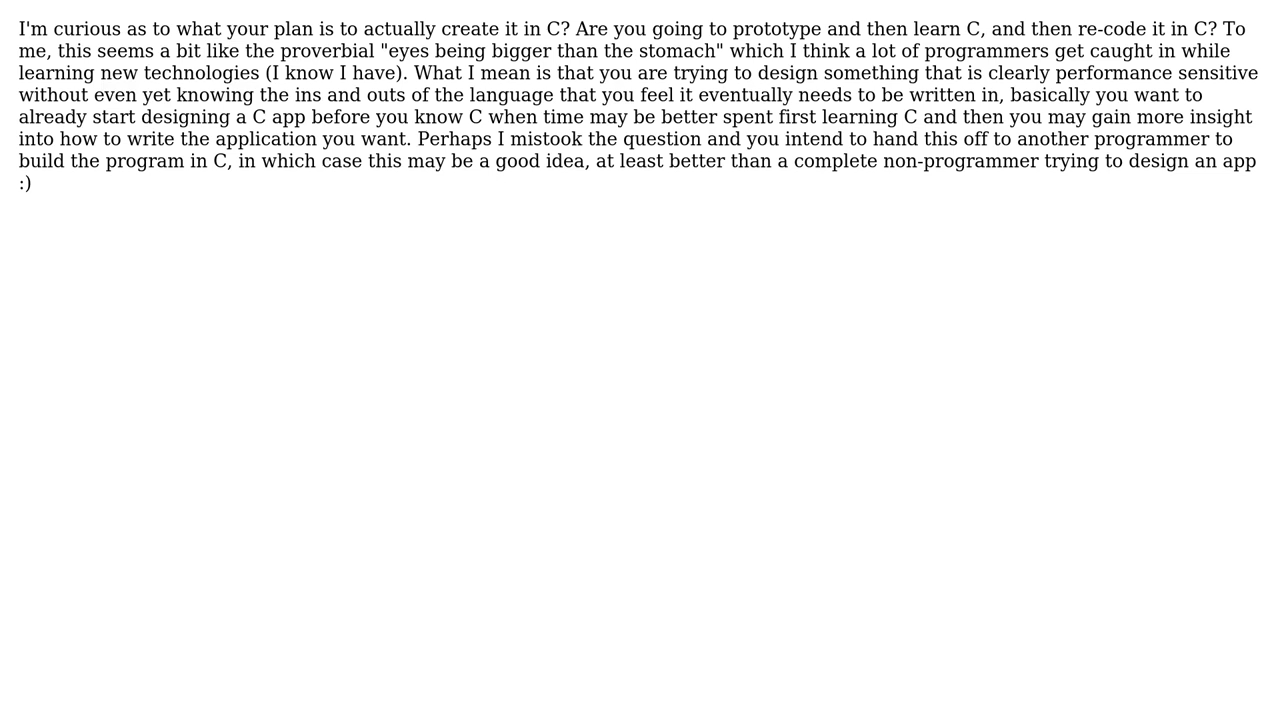 I'm curious as to what your plan is to actually create it in C? Are you going to prototype and then learn C, and then re-code it in C? To
me, this seems a bit like the proverbial "eyes being bigger than the stomach" which I think a lot of programmers get caught in while
learning new technologies (I know I have). What I mean is that you are trying to design something that is clearly performance sensitive
without even yet knowing the ins and outs of the language that you feel it eventually needs to be written in, basically you want to
already start designing a C app before you know C when time may be better spent first learning C and then you may gain more insight
into how to write the application you want. Perhaps I mistook the question and you intend to hand this off to another programmer to
build the program in C, in which case this may be a good idea, at least better than a complete non-programmer trying to design an app
:)